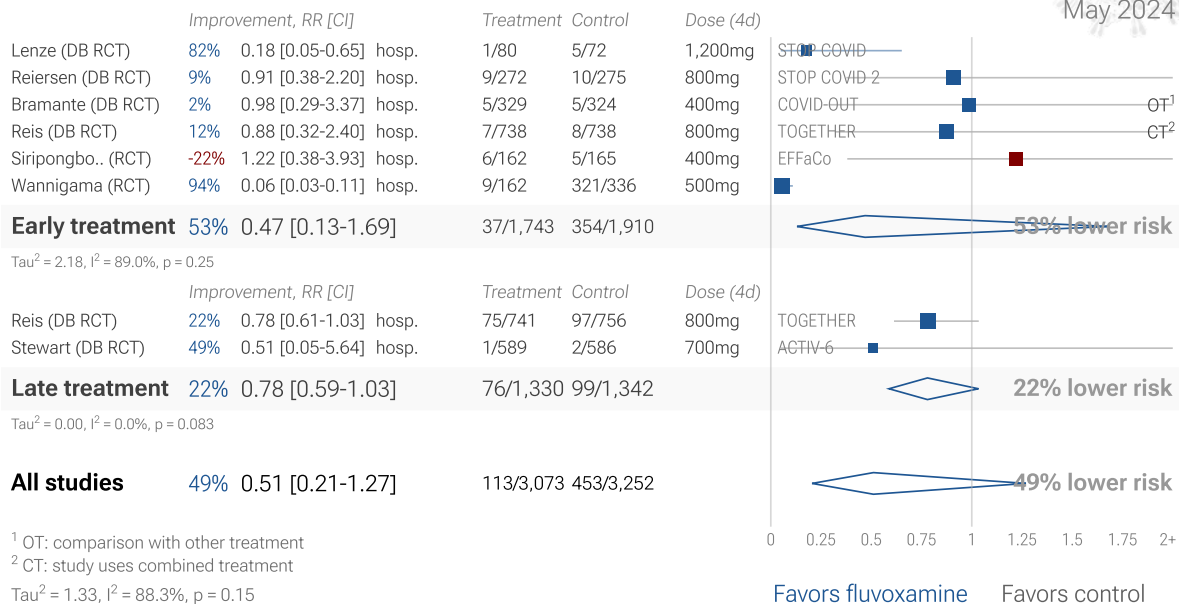 May 2024
Improvement, RR [CI] Treatment Control Dose (4d)
Lenze (DB RCT) 82% 0.18 [0.05-0.65] hosp. 1/80 5/72 1,200mg STOP COVID
Reiersen (DB RCT) 9% 0.91 [0.38-2.20] hosp. 9/272 10/275 800mg STOP COVID 2
Bramante (DB RCT) 2% 0.98 [0.29-3.37] hosp. 5/329 5/324 400mg COVID-OUT OT¹
Reis (DB RCT) 12% 0.88 [0.32-2.40] hosp. 7/738 8/738 800mg TOGETHER CT²
Siripongbo.. (RCT) -22% 1.22 [0.38-3.93] hosp. 6/162 5/165 400mg EFFaCo
Wannigama (RCT) 94% 0.06 [0.03-0.11] hosp. 9/162 321/336 500mg
Early treatment 53% 0.47 [0.13-1.69] 37/1,743 354/1,910 53% lower risk
Tau² = 2.18, I² = 89.0%, p = 0.25
Improvement, RR [CI] Treatment Control Dose (4d)
Reis (DB RCT) 22% 0.78 [0.61-1.03] hosp. 75/741 97/756 800mg TOGETHER
Stewart (DB RCT) 49% 0.51 [0.05-5.64] hosp. 1/589 2/586 700mg ACTIV-6
Late treatment 22% 0.78 [0.59-1.03] 76/1,330 99/1,342 22% lower risk
Tau² = 0.00, I² = 0.0%, p = 0.083
All studies 49% 0.51 [0.21-1.27] 113/3,073 453/3,252 49% lower risk
0 0.25 0.5 0.75 1 1.25 1.5 1.75 2+
¹ OT: comparison with other treatment
² CT: study uses combined treatment
Tau² = 1.33, I² = 88.3%, p = 0.15
Favors fluvoxamine Favors control